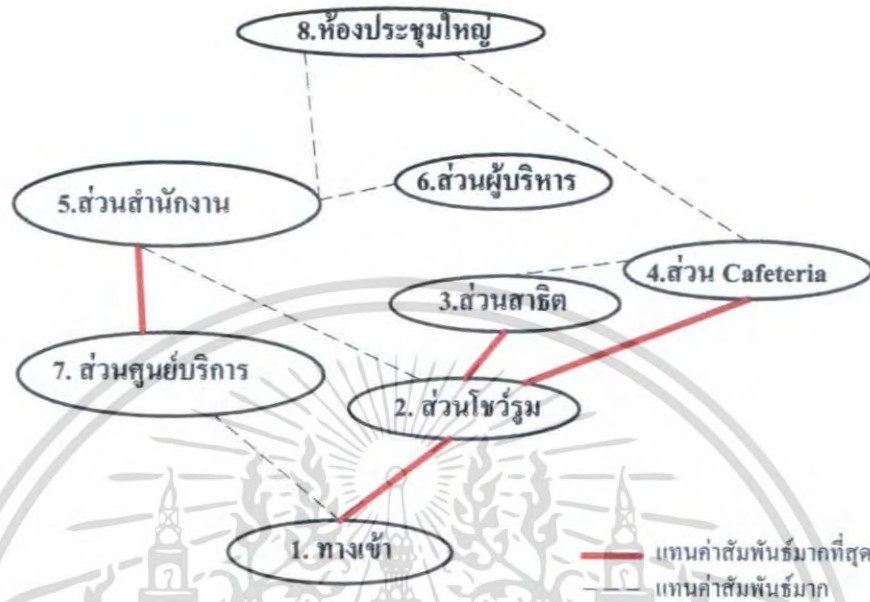 8.ห้องประชุมใหญ่
6.ส่วนผู้บริหาร
5.ส่วนสำนักงาน
4.ส่วน Cafeteria
3.ส่วนสาธิต
7. ส่วนศูนย์บริการ
2. ส่วนโชว์รูม
1. ทางเข้า
แทนค่าสัมพันธ์มากที่สุด
แทนค่าสัมพันธ์มาก